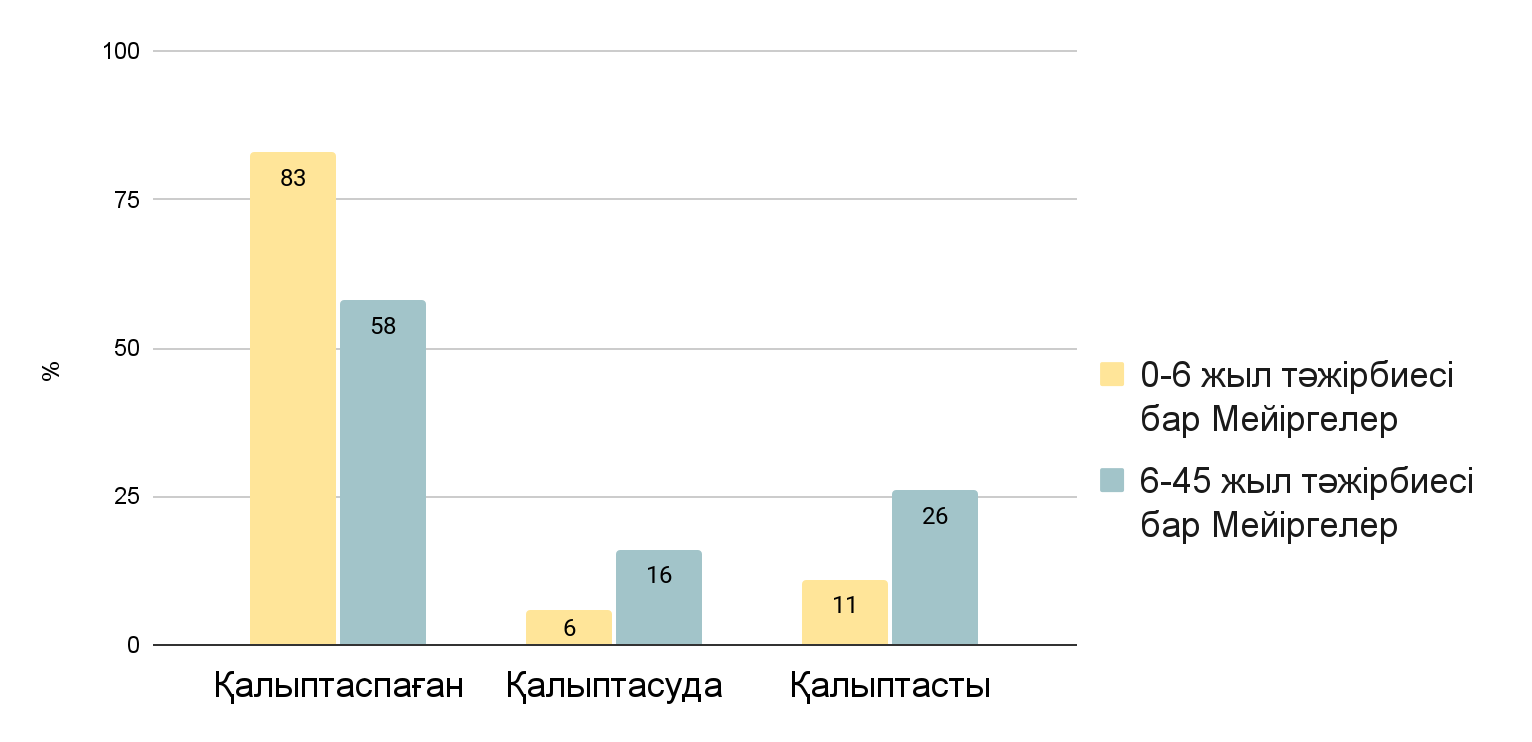 100
75
50
25
0
%
83
58
6
16
11
26
Қалыптаспаған
Қалыптасуда
Қалыптасты
0-6 жыл тәжірбиесі
бар Мейіргелер
6-45 жыл тәжірбиесі
бар Мейіргелер